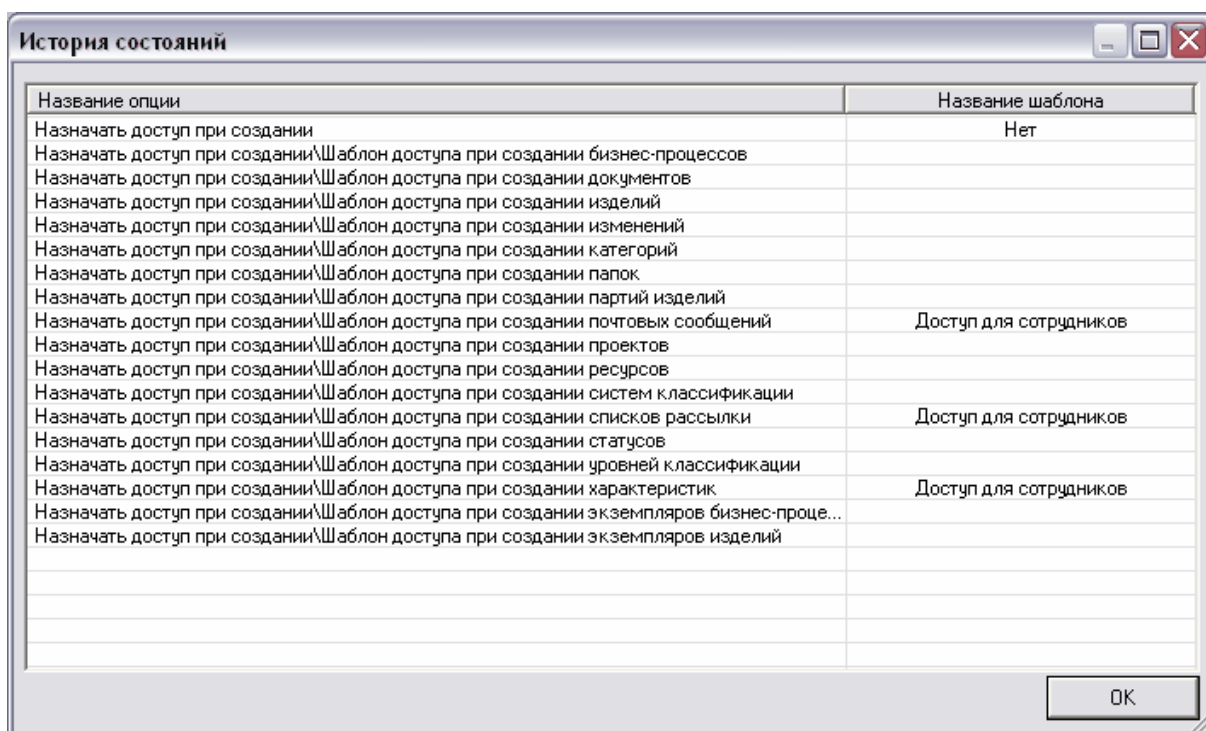 История состояний
Название опции Название шаблона
Назначать доступ при создании Нет
Назначать доступ при создании\Шаблон доступа при создании бизнес-процессов
Назначать доступ при создании\Шаблон доступа при создании документов
Назначать доступ при создании\Шаблон доступа при создании изделий
Назначать доступ при создании\Шаблон доступа при создании изменений
Назначать доступ при создании\Шаблон доступа при создании категорий
Назначать доступ при создании\Шаблон доступа при создании папок
Назначать доступ при создании\Шаблон доступа при создании партий изделий
Назначать доступ при создании\Шаблон доступа при создании почтовых сообщений Доступ для сотрудников
Назначать доступ при создании\Шаблон доступа при создании проектов
Назначать доступ при создании\Шаблон доступа при создании ресурсов
Назначать доступ при создании\Шаблон доступа при создании систем классификации
Назначать доступ при создании\Шаблон доступа при создании списков рассылки Доступ для сотрудников
Назначать доступ при создании\Шаблон доступа при создании статусов
Назначать доступ при создании\Шаблон доступа при создании уровней классификации
Назначать доступ при создании\Шаблон доступа при создании характеристик Доступ для сотрудников
Назначать доступ при создании\Шаблон доступа при создании экземпляров бизнес-проце...
Назначать доступ при создании\Шаблон доступа при создании экземпляров изделий
OK